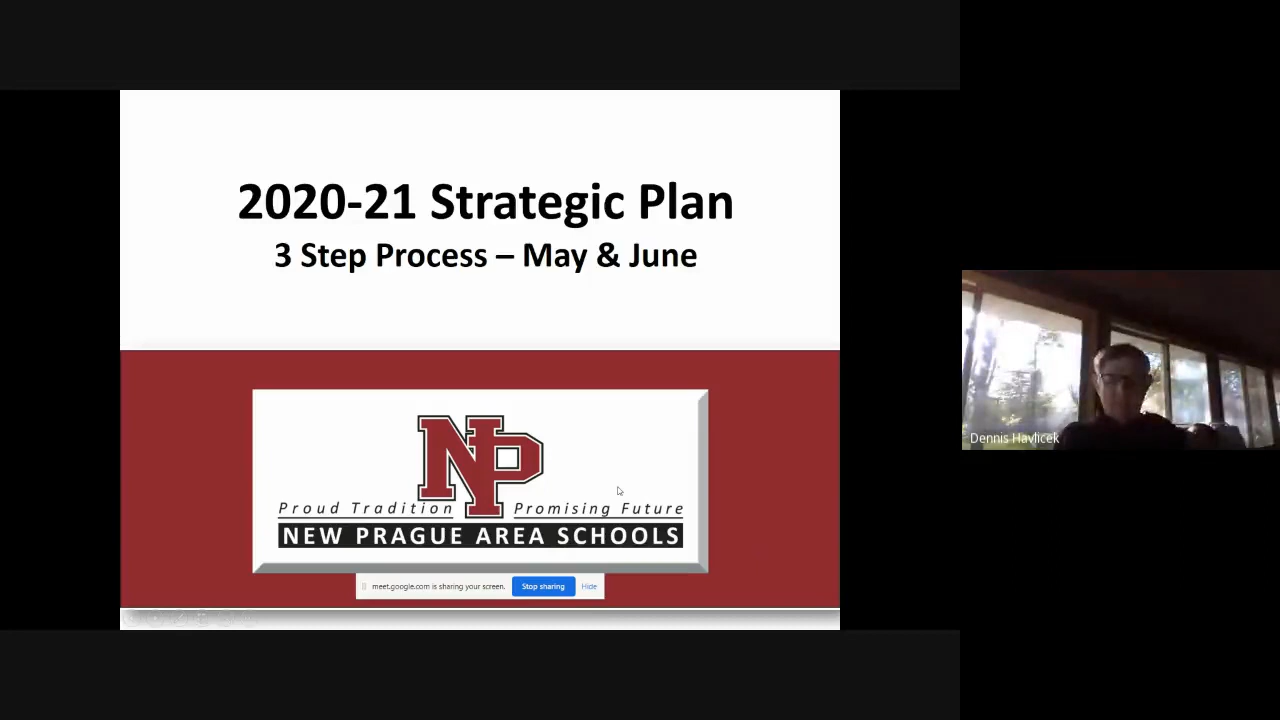 2020-21 Strategic Plan
3 Step Process – May & June
NP
Proud Tradition Promising Future
NEW PRAGUE AREA SCHOOLS
meet.google.com is sharing your screen. Stop sharing Hide
Dennis Havlicek